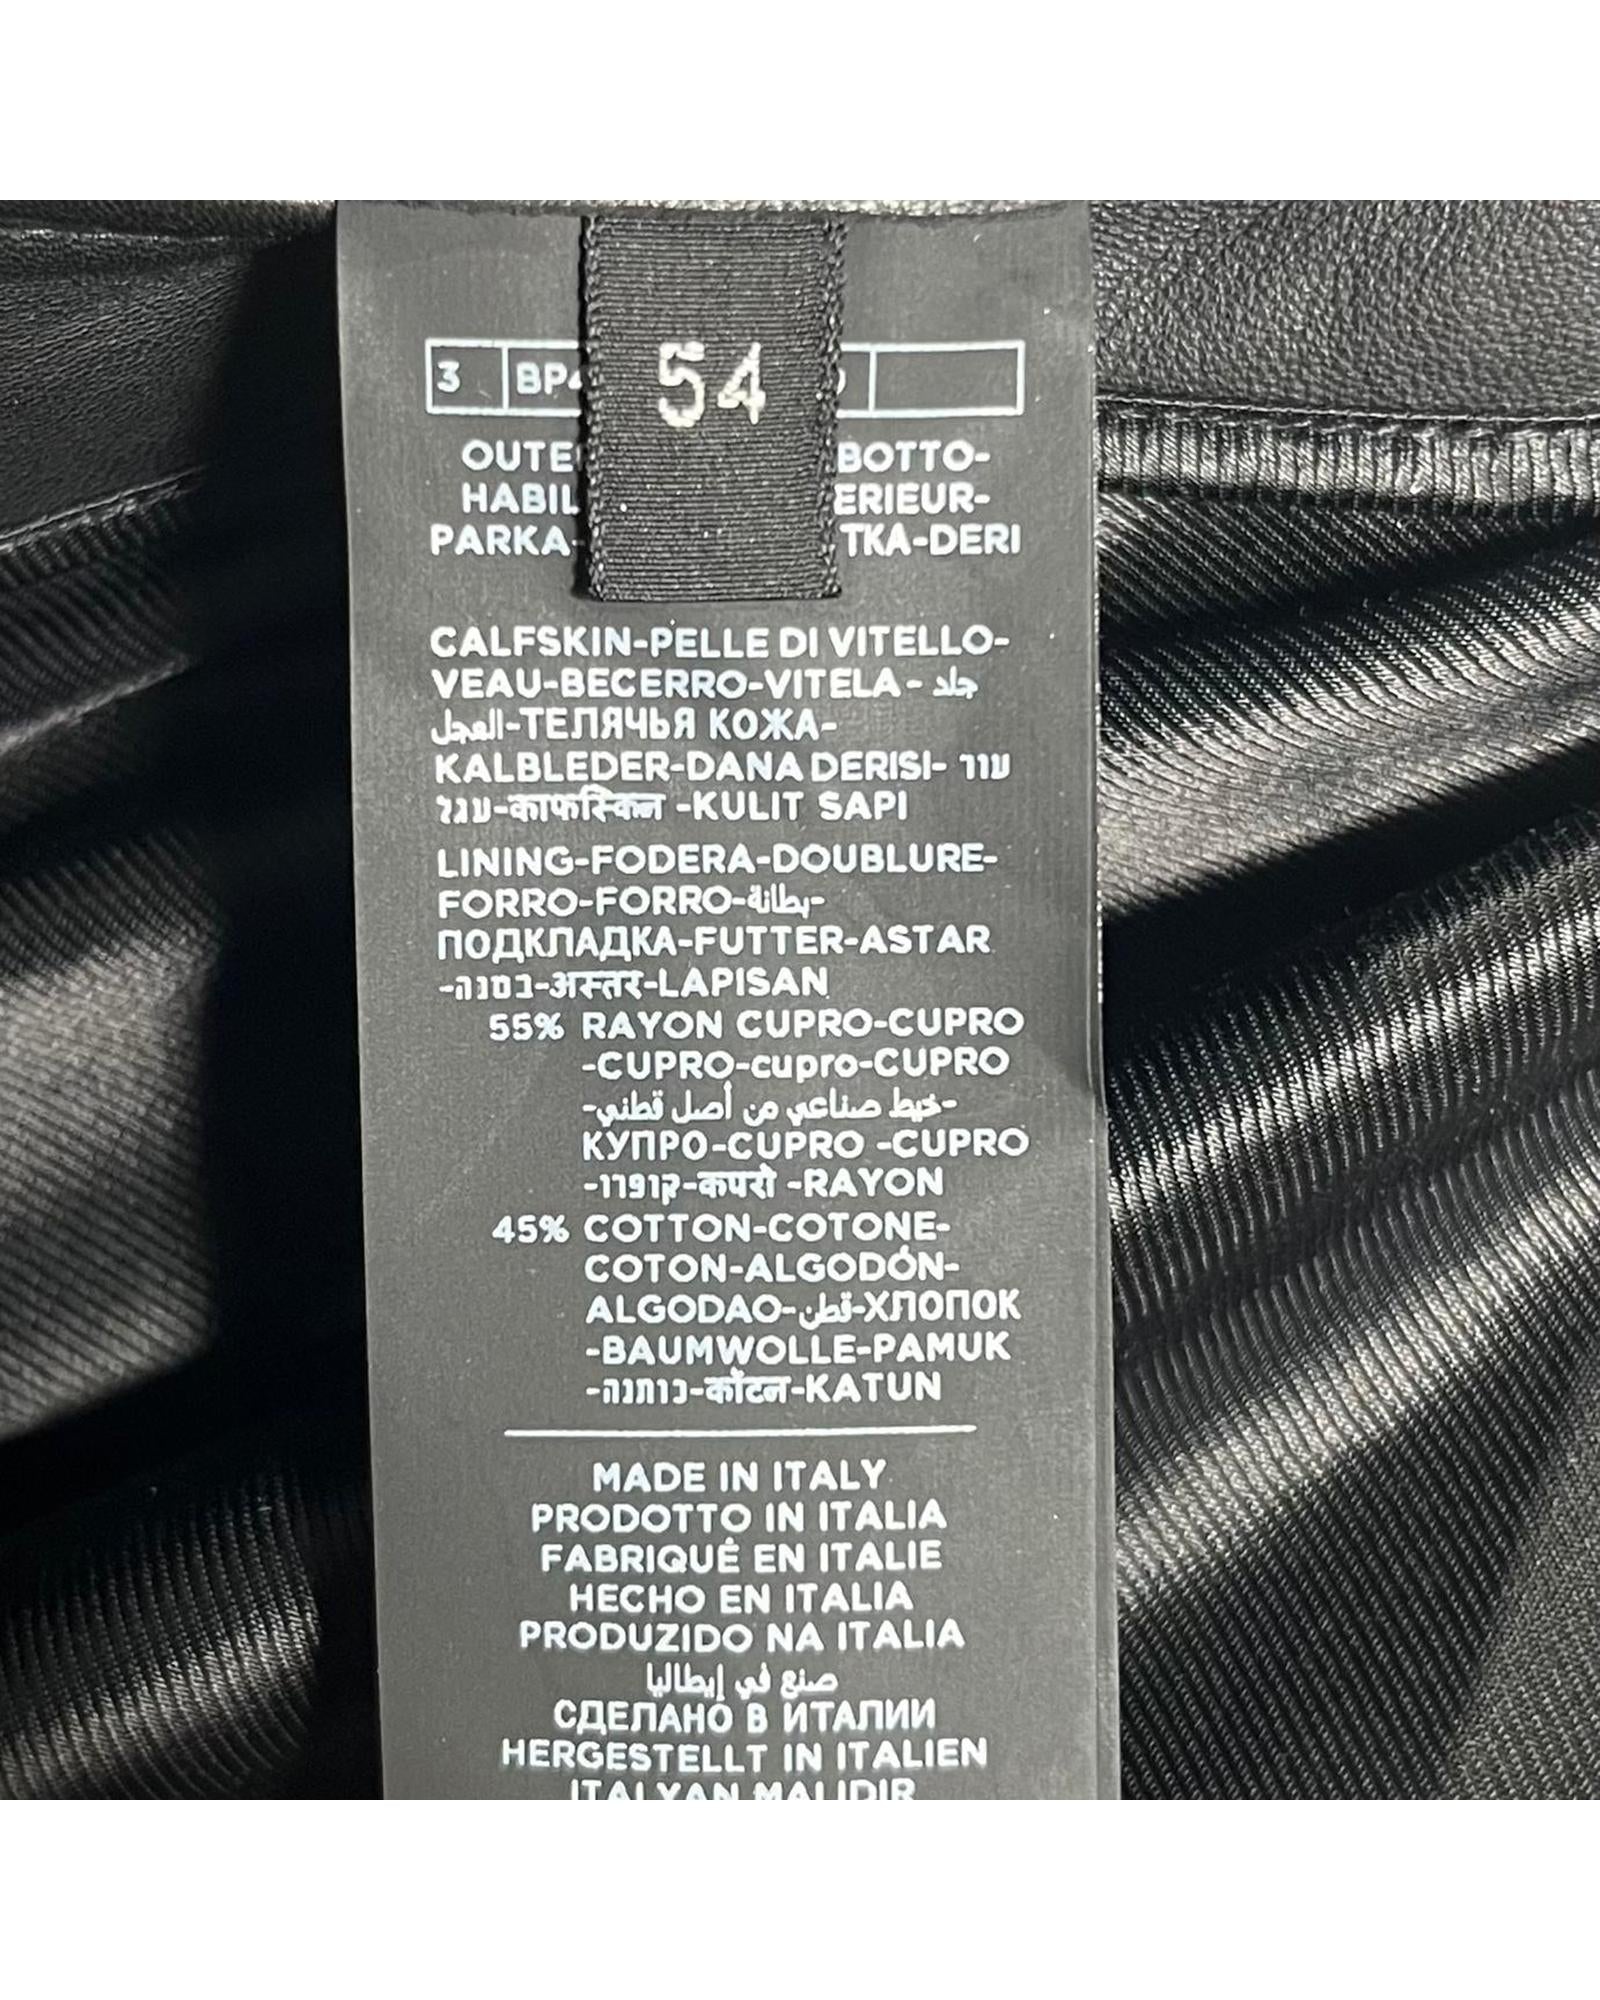 54
3 BP4
OUTE BOTTO-
HABIL ERIEUR-
PARKA- TKA-DERI
CALFSKIN-PELLE DI VITELLO-
VEAU-BECERRO-VITELA- جلد
العجل-ТЕЛЯЧЬЯ КОЖА-
KALBLEDER-DANA DERISI- עור
עגל-काफस्किन -KULIT SAPI
LINING-FODERA-DOUBLURE-
FORRO-FORRO-بطانة-
ПОДКЛАДКА-FUTTER-ASTAR
-בטנה-अस्तर-LAPISAN
55% RAYON CUPRO-CUPRO
-CUPRO-cupro-CUPRO
-خيط صناعي من أصل قطني-
КУПРО-CUPRO -CUPRO
-קופרו-कपरो -RAYON
45% COTTON-COTONE-
COTON-ALGODÓN-
ALGODAO-قطن-ХЛОПОК
-BAUMWOLLE-PAMUK
-כותנה-कॉटन-KATUN
MADE IN ITALY
PRODOTTO IN ITALIA
FABRIQUÉ EN ITALIE
HECHO EN ITALIA
PRODUZIDO NA ITALIA
صنع في إيطاليا
СДЕЛАНО В ИТАЛИИ
HERGESTELLT IN ITALIEN
ITALYAN MALIDIR